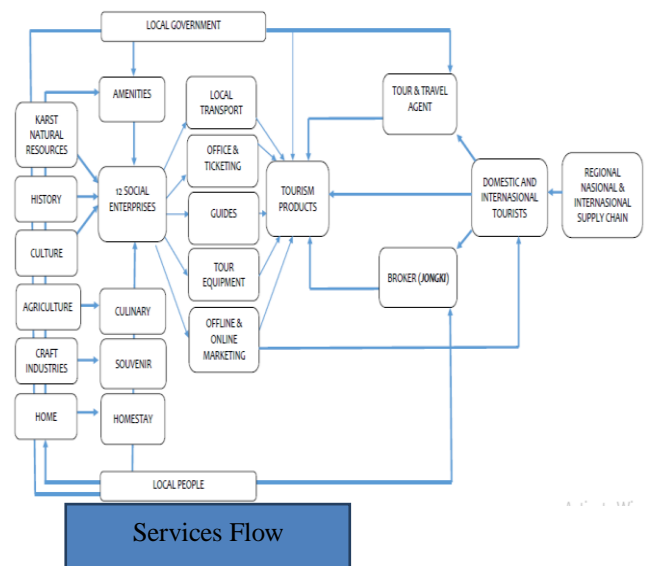 LOCAL GOVERNMENT
AMENITIES
LOCAL
TRANSPORT
TOUR & TRAVEL
AGENT
KARST
NATURAL
RESOURCES
OFFICE &
TICKETING
12 SOCIAL
ENTERPRISES
TOURISM
PRODUCTS
DOMESTIC AND
INTERNASIONAL
TOURISTS
REGIONAL
NASIONAL &
INTERNASIONAL
SUPPLY CHAIN
HISTORY
GUIDES
CULTURE
TOUR
EQUIPMENT
BROKER (JONGKI)
AGRICULTURE
CULINARY
OFFLINE &
ONLINE
MARKETING
CRAFT
INDUSTRIES
SOUVENIR
HOME
HOMESTAY
LOCAL PEOPLE
Services Flow